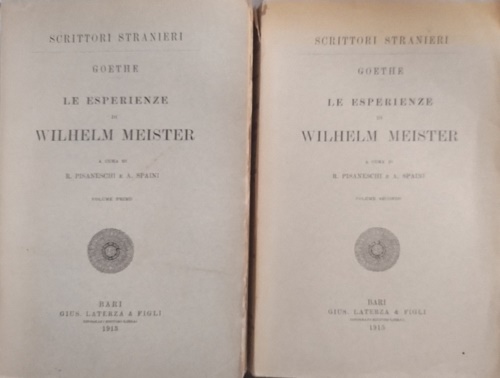 SCRITTORI STRANIERI
GOETHE
LE ESPERIENZE
DI
WILHELM MEISTER
A CURA DI
R. PISANESCHI E A. SPAINI
VOLUME PRIMO
BARI
GIUS. LATERZA & FIGLI
1913
SCRITTORI STRANIERI
GOETHE
LE ESPERIENZE
DI
WILHELM MEISTER
A CURA DI
R. PISANESCHI E A. SPAINI
VOLUME SECONDO
BARI
GIUS. LATERZA & FIGLI